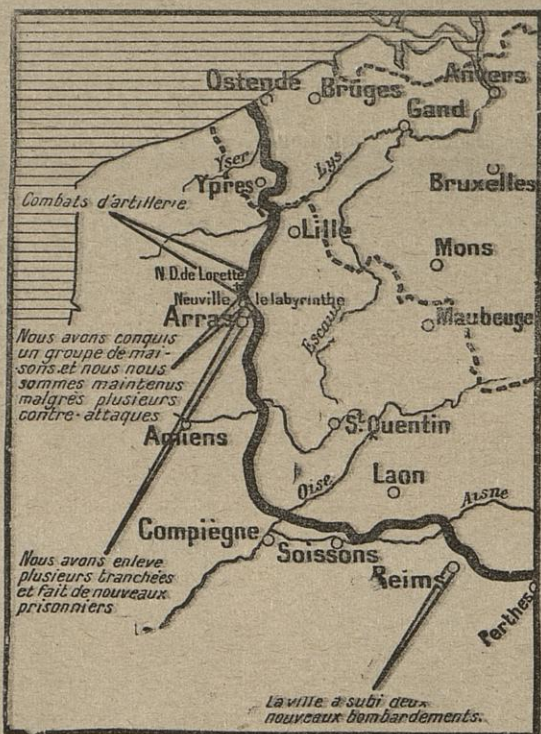 Ostende
Bruges
Anvers
Gand
Yser
Lys
Ypres
Bruxelles
Combats d'artillerie
Lille
Mons
N.D. de Lorette
Neuville le labyrinthe
Arras
Maubeuge
Escaut
Nous avons conquis
un groupe de mai-
sons et nous nous
sommes maintenus
malgré plusieurs
contre-attaques
Amiens
St Quentin
Oise
Laon
Aisne
Compiègne
Soissons
Nous avons enlevé
plusieurs tranchées
et fait de nouveaux
prisonniers
Reims
Perthes
La ville a subi deux
nouveaux bombardements.